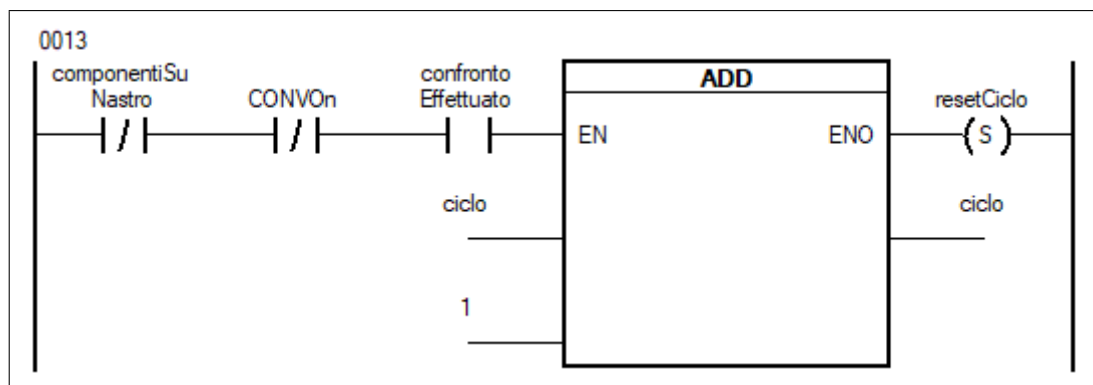 0013
componentiSu
Nastro
CONVOn
confronto
Effettuato
ADD
resetCiclo
EN
ENO
S
ciclo
ciclo
1